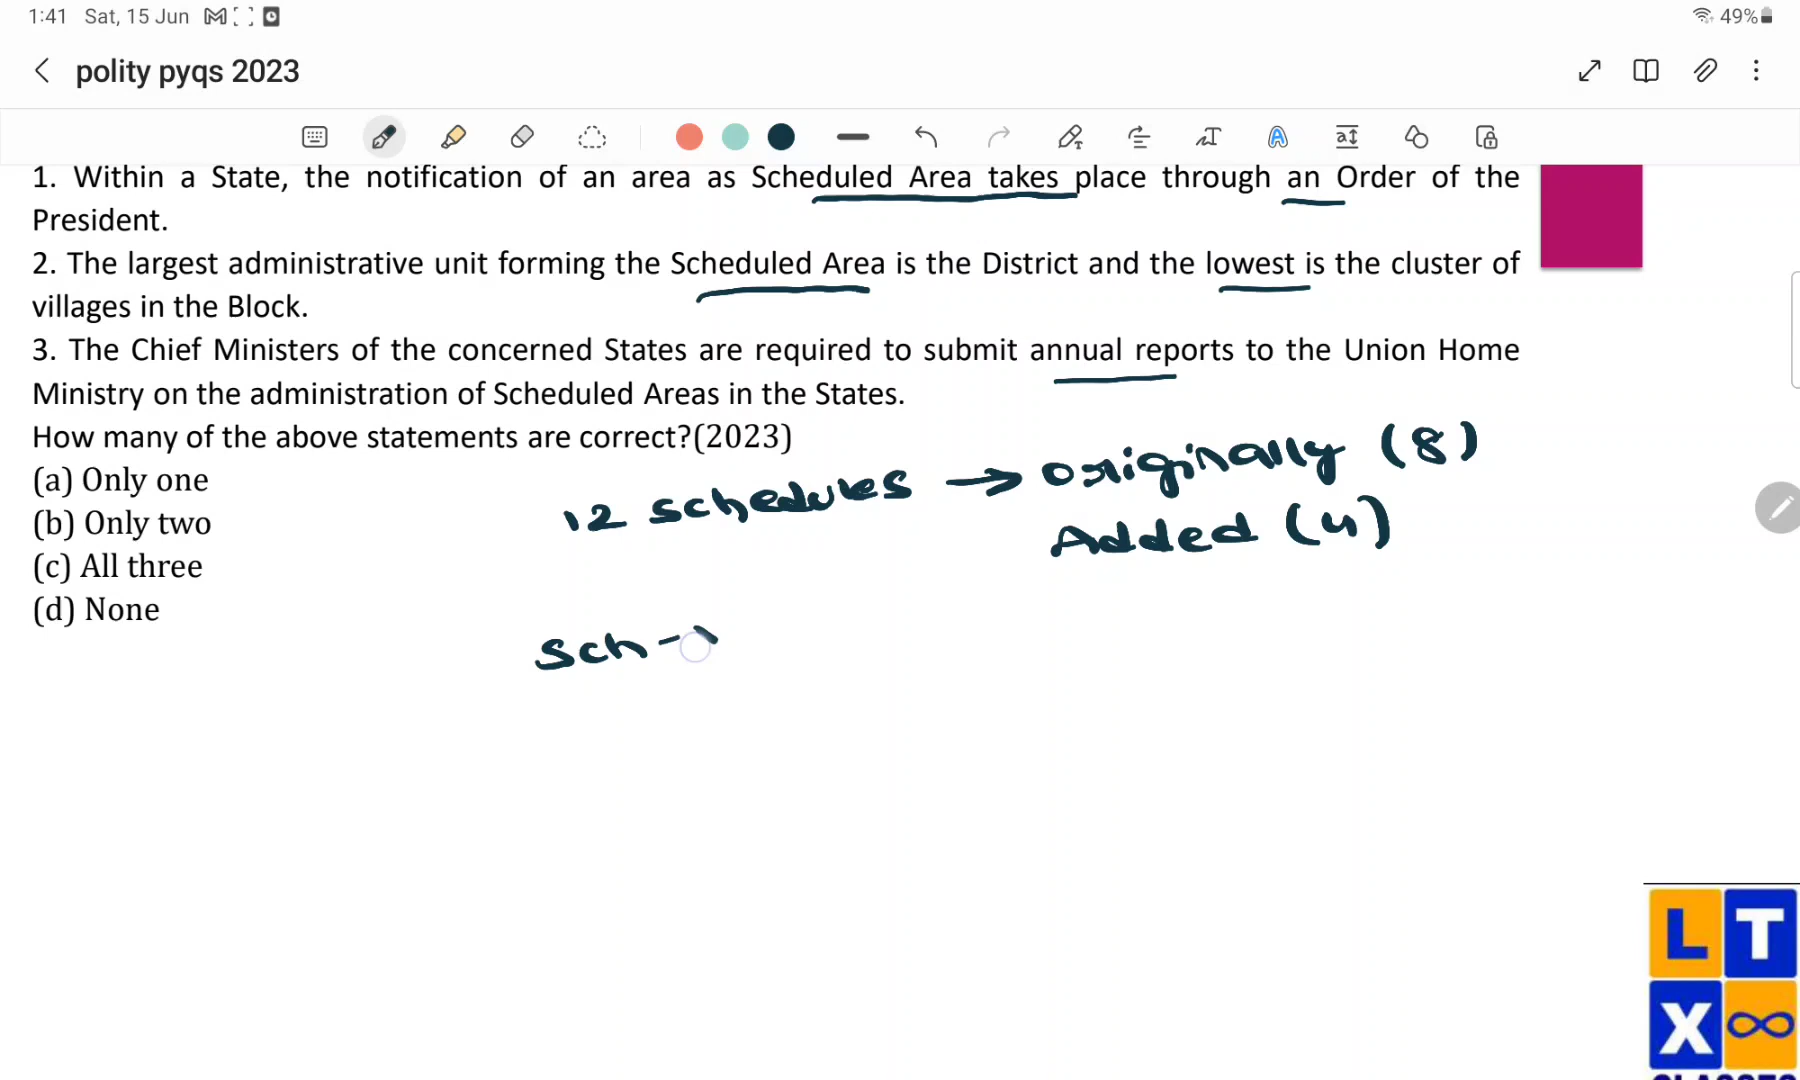 1:41 Sat, 15 Jun
49%
polity pyqs 2023
1. Within a State, the notification of an area as Scheduled Area takes place through an Order of the
President.
2. The largest administrative unit forming the Scheduled Area is the District and the lowest is the cluster of
villages in the Block.
3. The Chief Ministers of the concerned States are required to submit annual reports to the Union Home
Ministry on the administration of Scheduled Areas in the States.
How many of the above statements are correct?(2023)
(a) Only one
(b) Only two
(c) All three
(d) None
12 schedules → originally (8)
Added (4)
Sch -
L T
X ∞
CLASSES